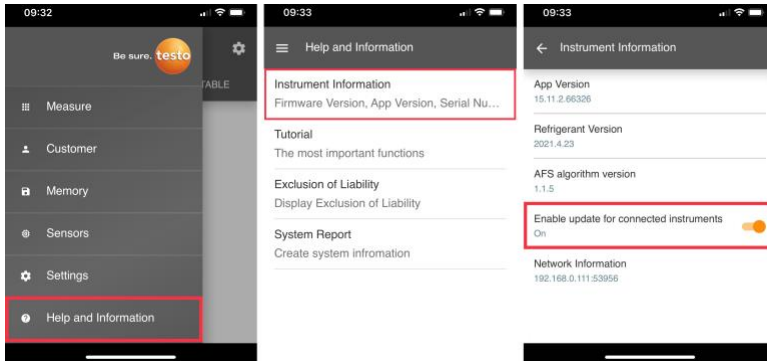 09:32
Be sure. testo
TABLE
Measure
Customer
Memory
Sensors
Settings
Help and Information
09:33
Help and Information
Instrument Information
Firmware Version, App Version, Serial Nu...
Tutorial
The most important functions
Exclusion of Liability
Display Exclusion of Liability
System Report
Create system infromation
09:33
Instrument Information
App Version
15.11.2.66326
Refrigerant Version
2021.4.23
AFS algorithm version
1.1.5
Enable update for connected instruments
On
Network Information
192.168.0.111:53956